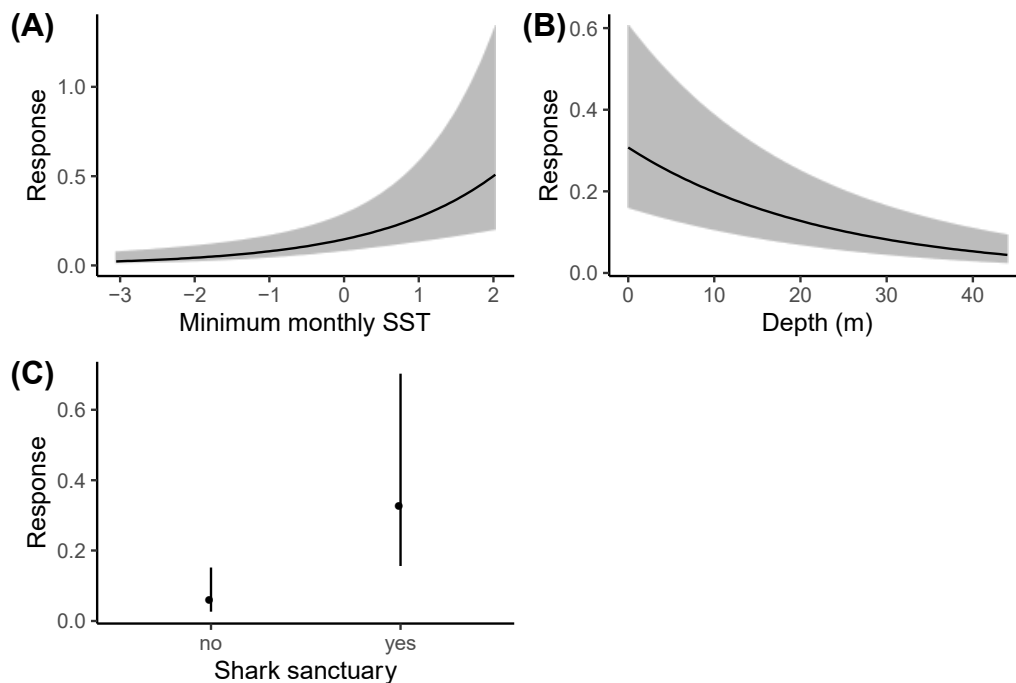 (A)
Response
1.0
0.5
0.0
−3 −2 −1 0 1 2
Minimum monthly SST
(B)
Response
0.6
0.4
0.2
0.0
0 10 20 30 40
Depth (m)
(C)
Response
0.6
0.4
0.2
0.0
no yes
Shark sanctuary